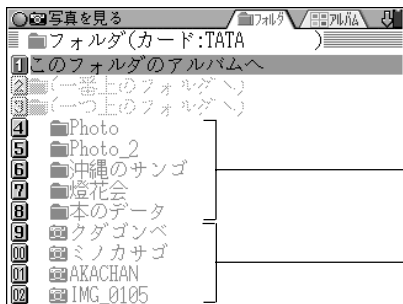 写真を見る フォルダ アルバム
フォルダ(カード:TATA )
1 このフォルダのアルバムへ
2 (一番上のフォルダへ)
3 (一つ上のフォルダへ)
4 Photo
5 Photo_2
6 沖縄のサンゴ
7 燈花会
8 本のデータ
9 クダゴンベ
00 ミノカサゴ
01 AKACHAN
02 IMG_0105